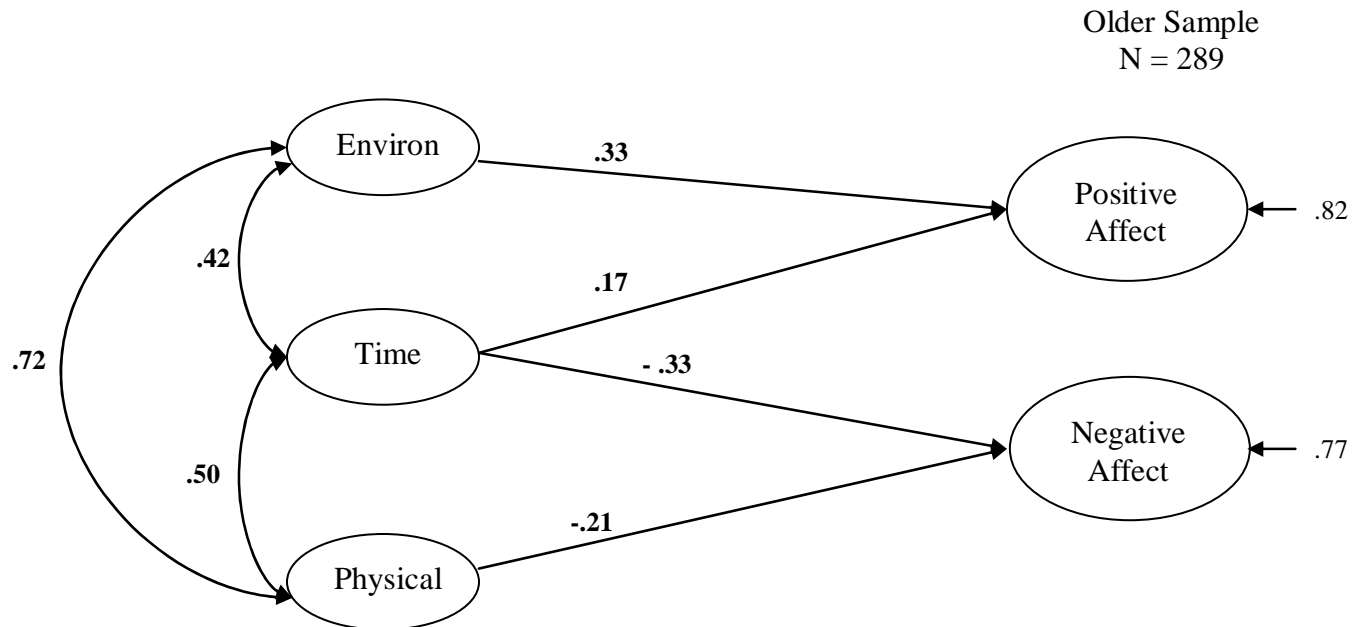 Older Sample
N = 289
Environ
.33
Positive
Affect
.82
.42
.17
Time
.72
- .33
Negative
Affect
.77
.50
-.21
Physical